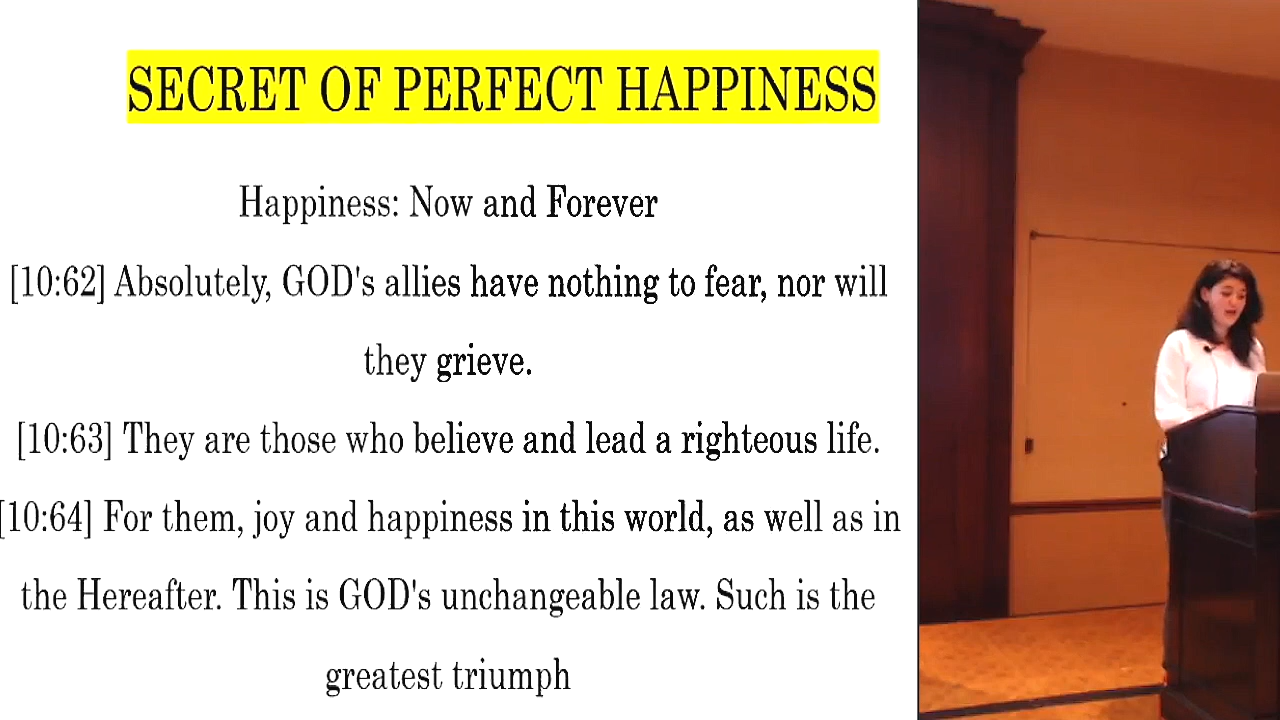 SECRET OF PERFECT HAPPINESS
Happiness: Now and Forever
[10:62] Absolutely, GOD's allies have nothing to fear, nor will
they grieve.
[10:63] They are those who believe and lead a righteous life.
[10:64] For them, joy and happiness in this world, as well as in
the Hereafter. This is GOD's unchangeable law. Such is the
greatest triumph